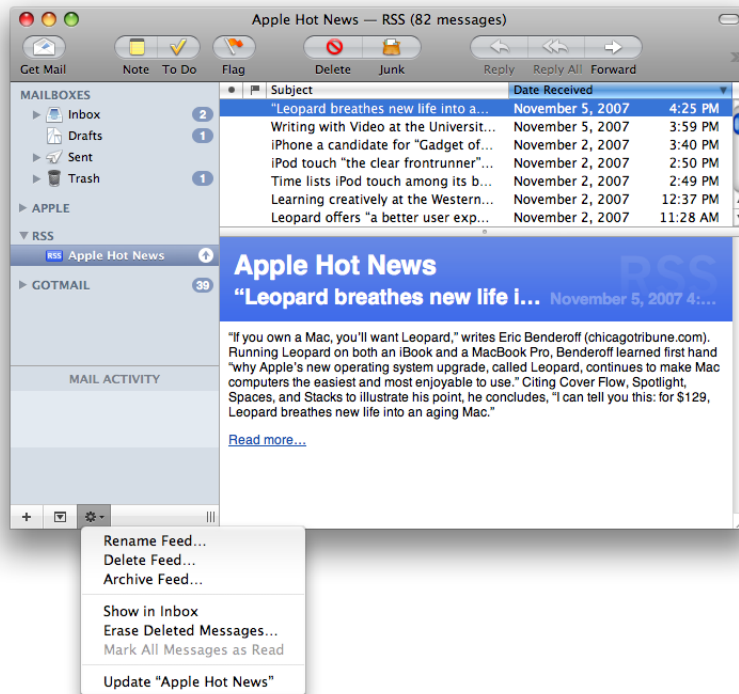 Apple Hot News — RSS (82 messages)
Get Mail Note To Do Flag Delete Junk Reply Reply All Forward
MAILBOXES
Inbox 2
Drafts 1
Sent
Trash 1
APPLE
RSS
RSS Apple Hot News
GOTMAIL 39
MAIL ACTIVITY
Subject Date Received
“Leopard breathes new life into a... November 5, 2007 4:25 PM
Writing with Video at the Universit... November 5, 2007 3:59 PM
iPhone a candidate for “Gadget of... November 2, 2007 3:40 PM
iPod touch “the clear frontrunner”... November 2, 2007 2:50 PM
Time lists iPod touch among its b... November 2, 2007 2:49 PM
Learning creatively at the Western... November 2, 2007 12:37 PM
Leopard offers “a better user exp... November 2, 2007 11:28 AM
Apple Hot News RSS
“Leopard breathes new life i... November 5, 2007 4:...
“If you own a Mac, you’ll want Leopard,” writes Eric Benderoff (chicagotribune.com).
Running Leopard on both an iBook and a MacBook Pro, Benderoff learned first hand
“why Apple’s new operating system upgrade, called Leopard, continues to make Mac
computers the easiest and most enjoyable to use.” Citing Cover Flow, Spotlight,
Spaces, and Stacks to illustrate his point, he concludes, “I can tell you this: for $129,
Leopard breathes new life into an aging Mac.”
Read more...
Rename Feed...
Delete Feed...
Archive Feed...
Show in Inbox
Erase Deleted Messages...
Mark All Messages as Read
Update “Apple Hot News”